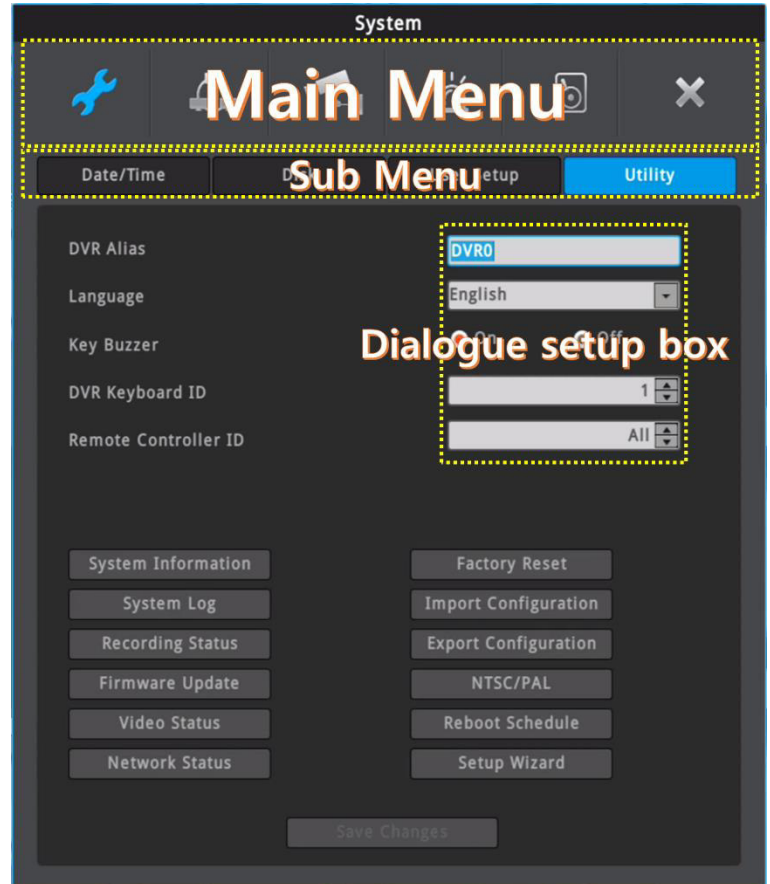 System
Main Menu
Date/Time
Sub Menu
Utility
DVR Alias DVR0
Language English
Key Buzzer On Off
Dialogue setup box
DVR Keyboard ID 1
Remote Controller ID All
System Information Factory Reset
System Log Import Configuration
Recording Status Export Configuration
Firmware Update NTSC/PAL
Video Status Reboot Schedule
Network Status Setup Wizard
Save Changes